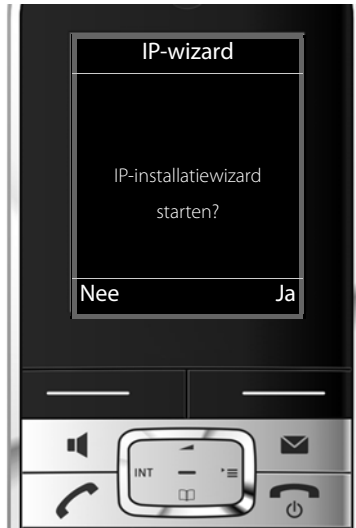 IP-wizard
IP-installatiewizard
starten?
Nee Ja
INT